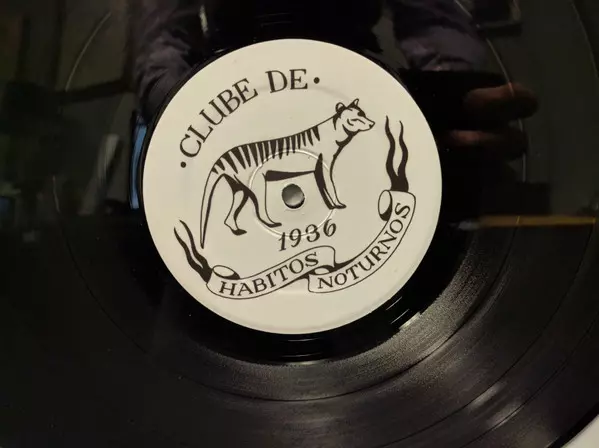 •CLUBE DE•
1936
HABITOS NOTURNOS